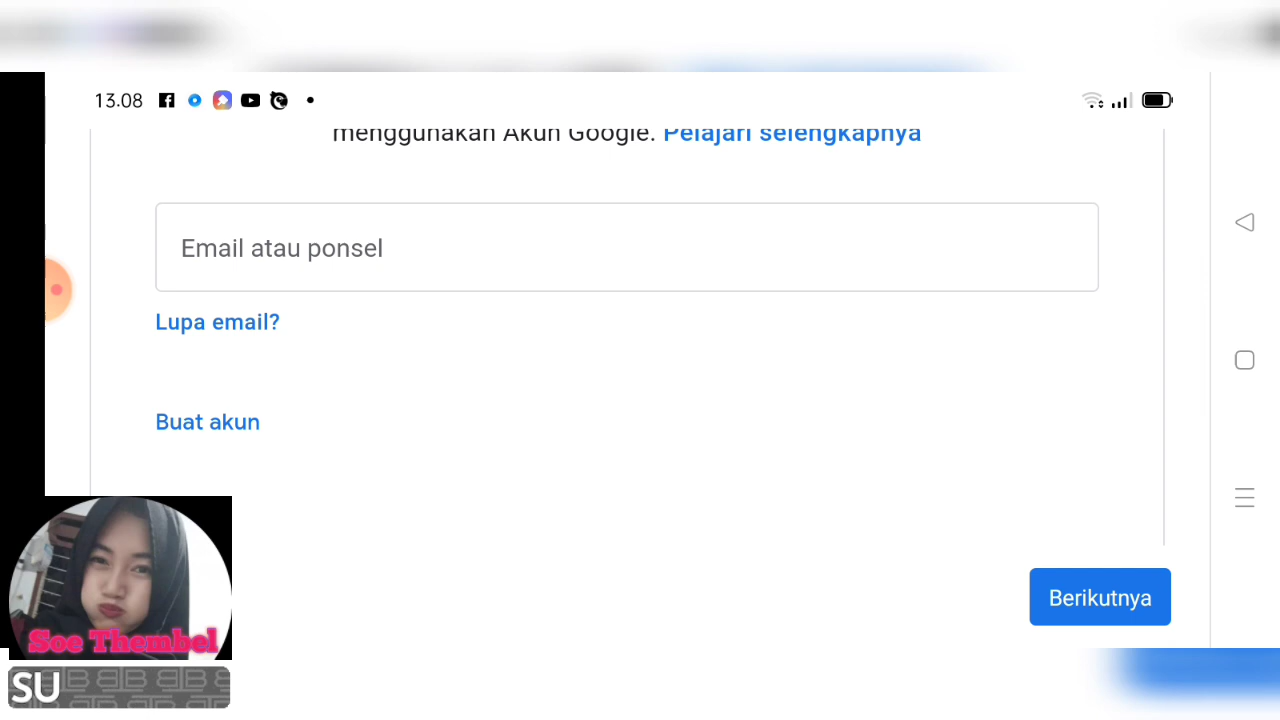 13.08
menggunakan Akun Google. Pelajari selengkapnya
Email atau ponsel
Lupa email?
Buat akun
Berikutnya
Soe Thembel
SU